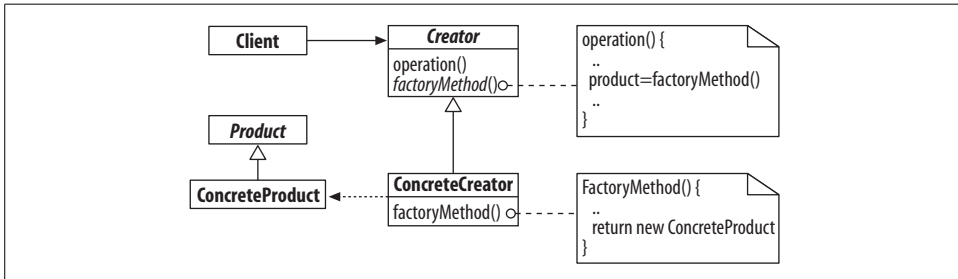 Client
Creator
operation()
factoryMethod()
operation() {
..
product=factoryMethod()
..
}
Product
ConcreteProduct
ConcreteCreator
factoryMethod()
FactoryMethod() {
..
return new ConcreteProduct
}